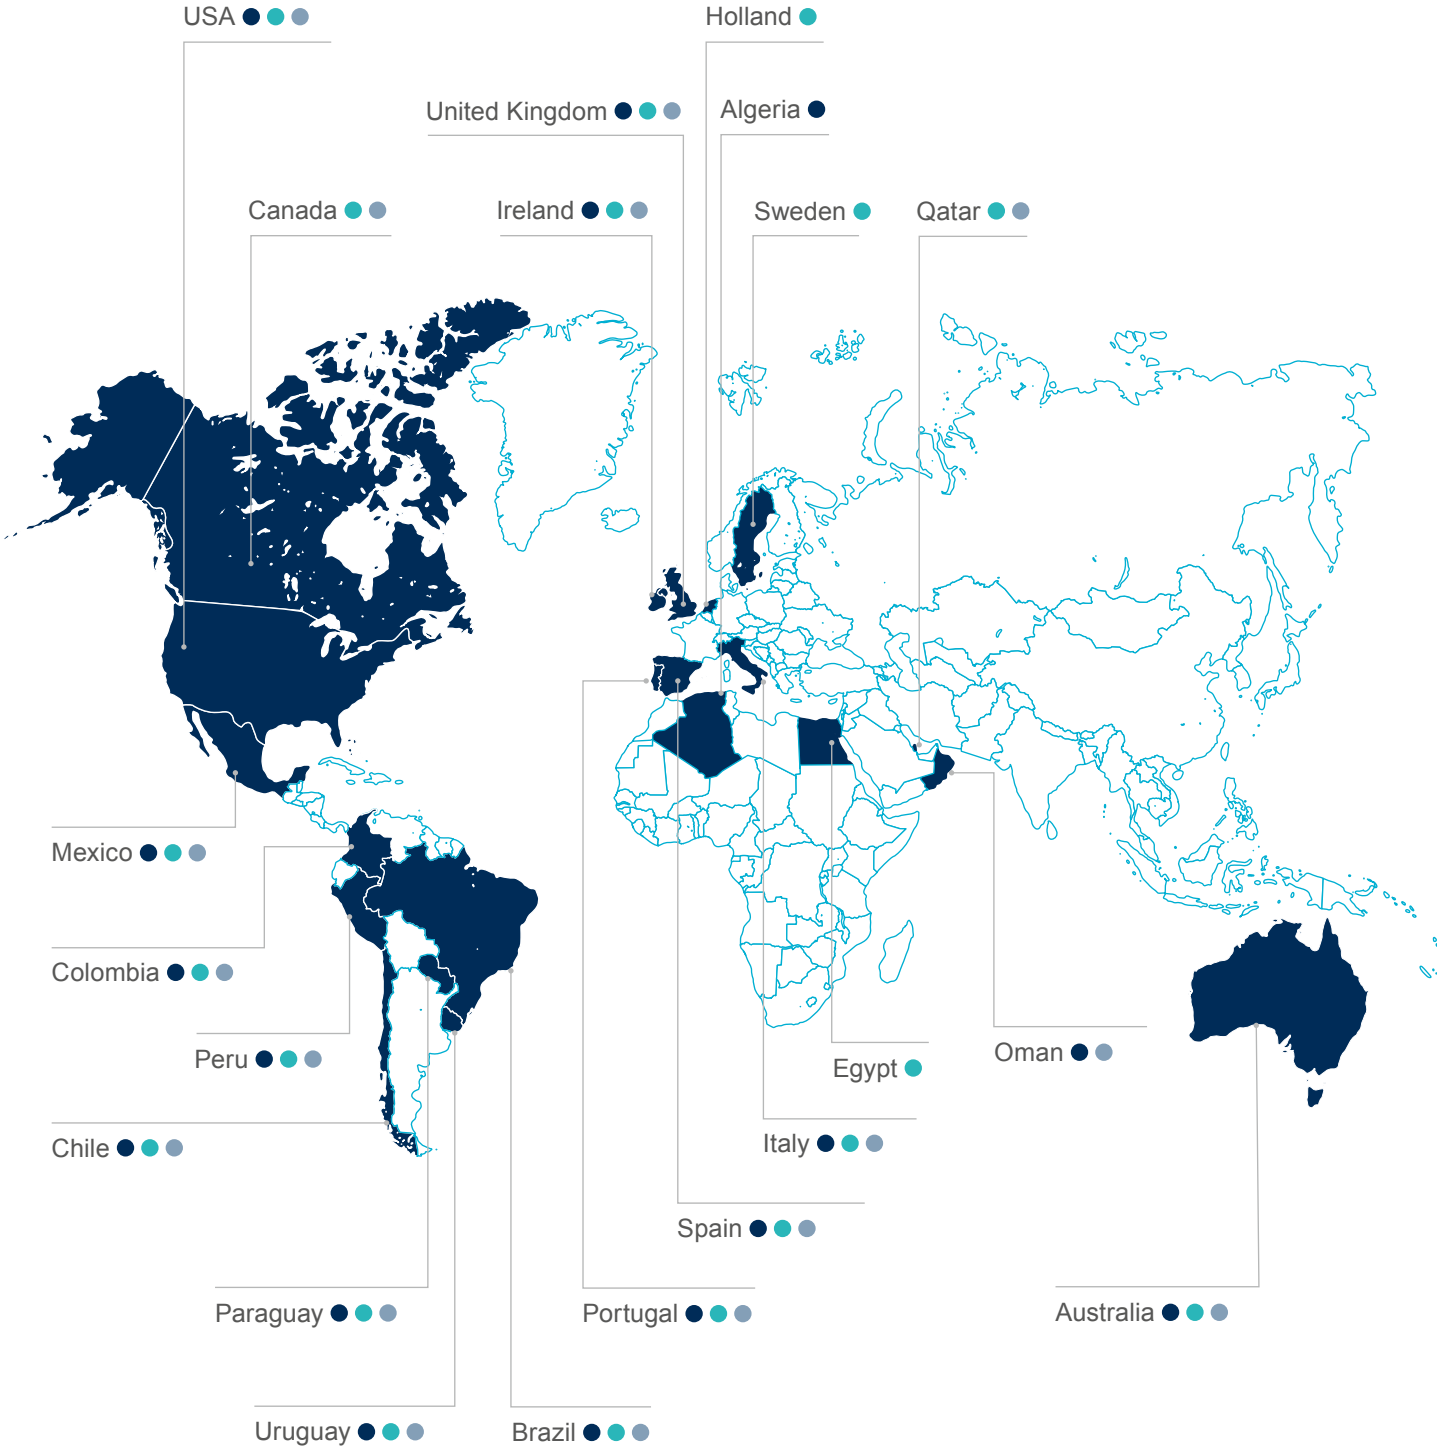 USA
Holland
United Kingdom
Algeria
Canada
Ireland
Sweden
Qatar
Mexico
Colombia
Peru
Oman
Egypt
Chile
Italy
Spain
Paraguay
Portugal
Australia
Uruguay
Brazil